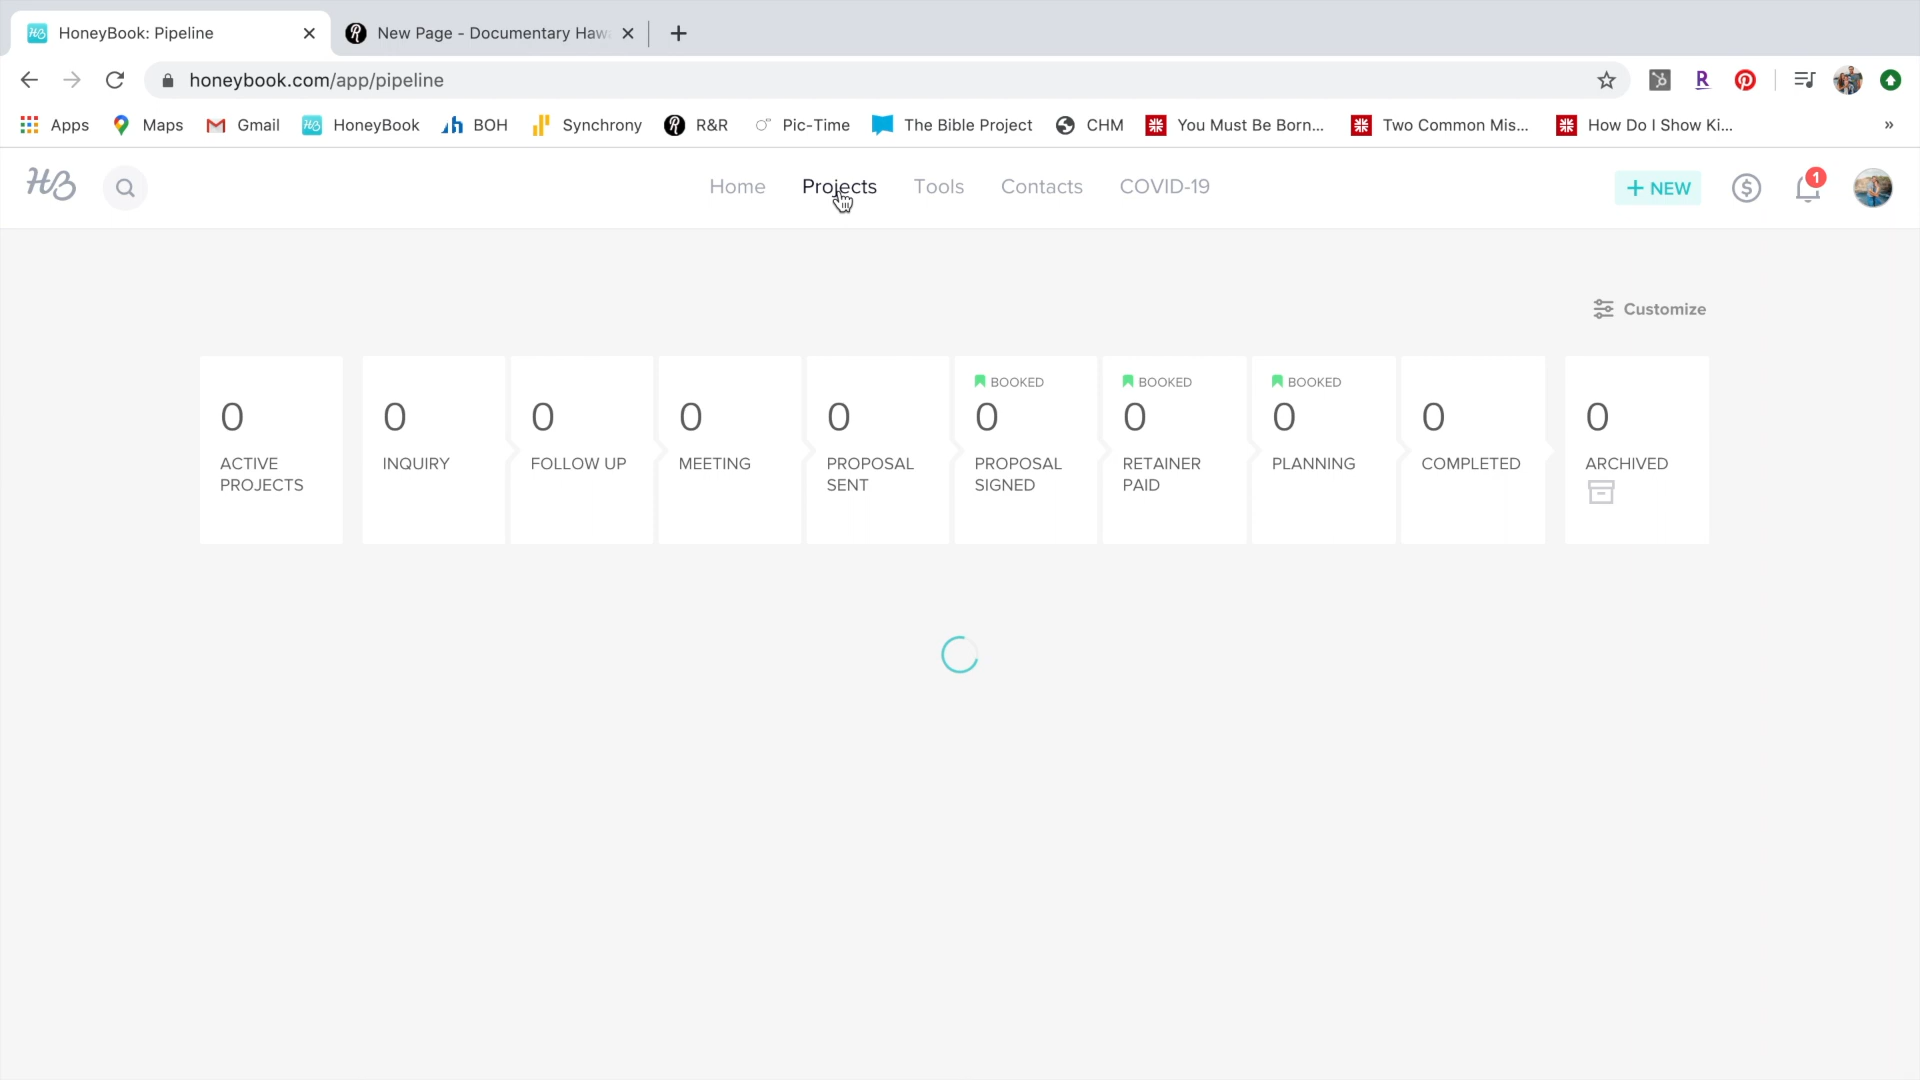 HB HoneyBook: Pipeline
R New Page - Documentary Haw
honeybook.com/app/pipeline
R
Apps Maps Gmail HB HoneyBook BOH Synchrony R R&R Pic-Time The Bible Project CHM You Must Be Born... Two Common Mis... How Do I Show Ki... »
HB Home Projects Tools Contacts COVID-19 + NEW $ 1
Customize
BOOKED BOOKED BOOKED
0 0 0 0 0 0 0 0 0 0
ACTIVE PROJECTS
INQUIRY
FOLLOW UP
MEETING
PROPOSAL SENT
PROPOSAL SIGNED
RETAINER PAID
PLANNING
COMPLETED
ARCHIVED